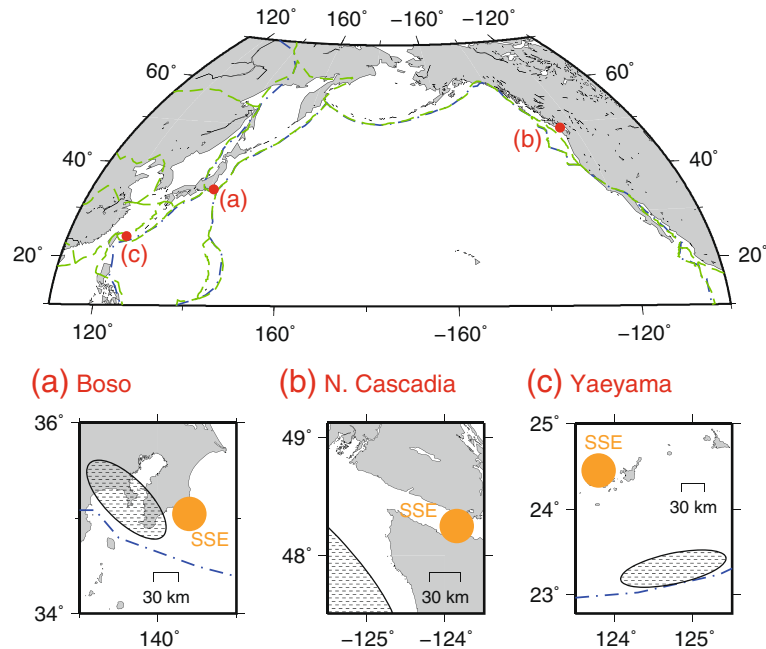 120˚ 160˚ −160˚ −120˚
60˚ 60˚
(b)
40˚ 40˚
(a)
(c)
20˚ 20˚
120˚ 160˚ −160˚ −120˚
(a) Boso (b) N. Cascadia (c) Yaeyama
36˚ 49˚ 25˚
SSE
30 km
SSE 24˚
SSE 48˚
30 km 30 km 23˚
34˚
140˚ −125˚ −124˚ 124˚ 125˚